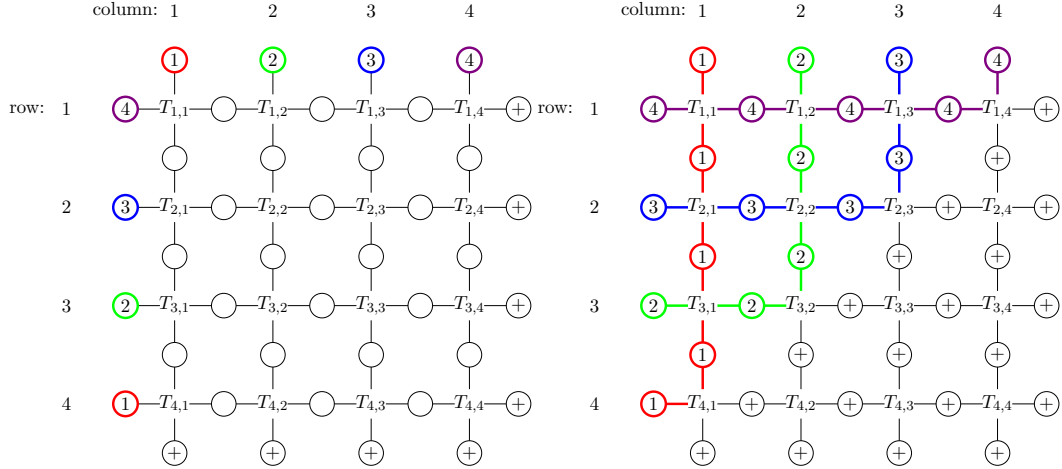 column: 1 2 3 4 column: 1 2 3 4
1 2 3 4 1 2 3 4
row: 1 4 T1,1 T1,2 T1,3 T1,4 + row: 1 4 T1,1 4 T1,2 4 T1,3 4 T1,4 +
1 2 3 +
2 3 T2,1 T2,2 T2,3 T2,4 + 2 3 T2,1 3 T2,2 3 T2,3 + T2,4 +
1 2 + +
3 2 T3,1 T3,2 T3,3 T3,4 + 3 2 T3,1 2 T3,2 + T3,3 + T3,4 +
1 + + +
4 1 T4,1 T4,2 T4,3 T4,4 + 4 1 T4,1 + T4,2 + T4,3 + T4,4 +
+ + + + + + + +